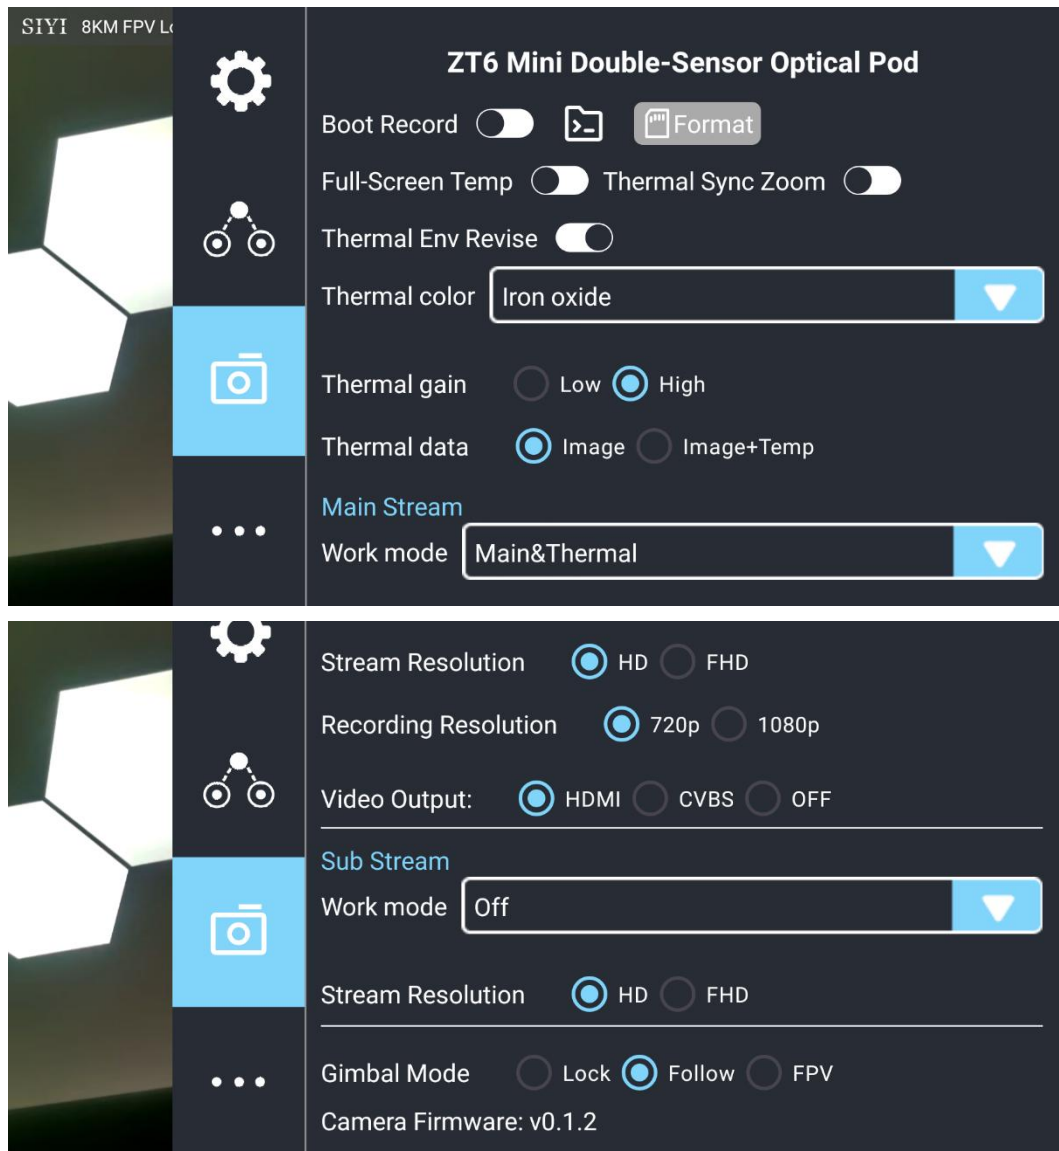 SIYI 8KM FPV
ZT6 Mini Double-Sensor Optical Pod
Boot Record Format
Full-Screen Temp Thermal Sync Zoom
Thermal Env Revise
Thermal color Iron oxide
Thermal gain Low High
Thermal data Image Image+Temp
Main Stream
Work mode Main&Thermal
Stream Resolution HD FHD
Recording Resolution 720p 1080p
Video Output: HDMI CVBS OFF
Sub Stream
Work mode Off
Stream Resolution HD FHD
Gimbal Mode Lock Follow FPV
Camera Firmware: v0.1.2